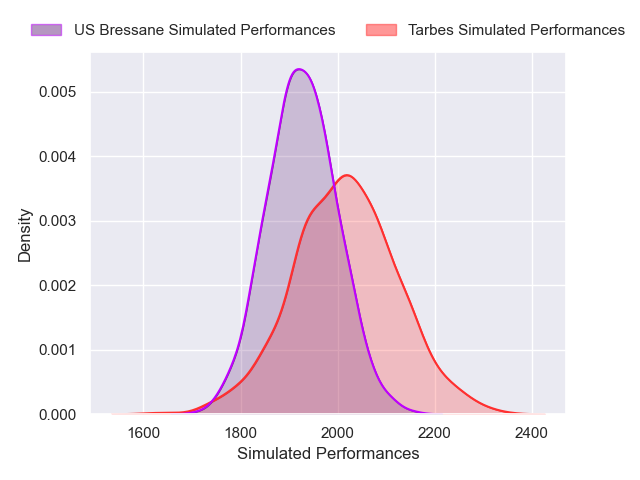 US Bressane Simulated Performances
Tarbes Simulated Performances
0.005
0.004
0.003
0.002
0.001
0.000
Density
1600
1800
2000
2200
2400
Simulated Performances